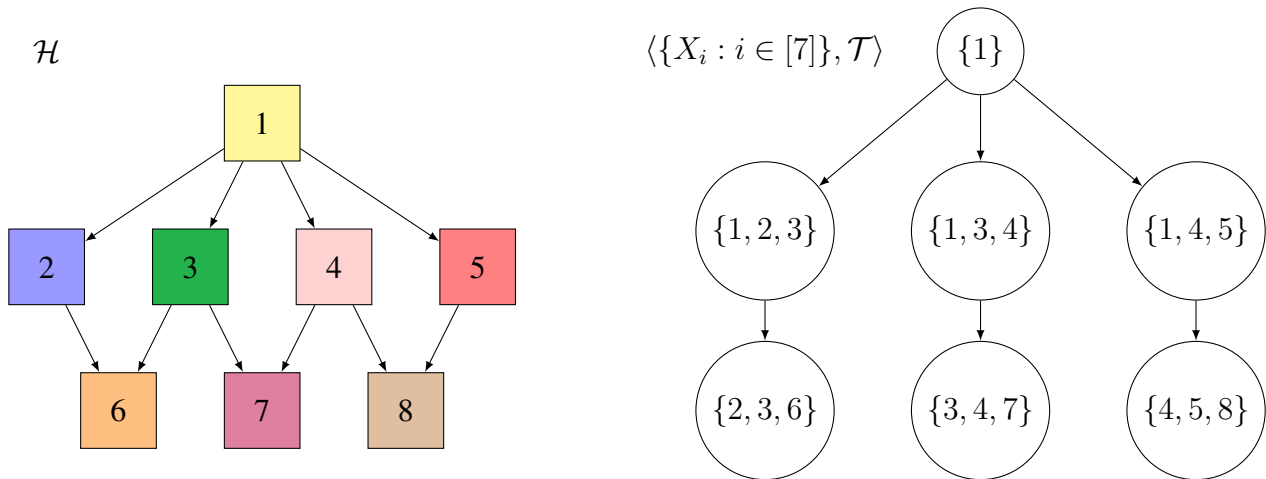 ℋ
⟨{X_i : i ∈ [7]}, 𝒯⟩
1
2
3
4
5
6
7
8
{1}
{1, 2, 3}
{1, 3, 4}
{1, 4, 5}
{2, 3, 6}
{3, 4, 7}
{4, 5, 8}